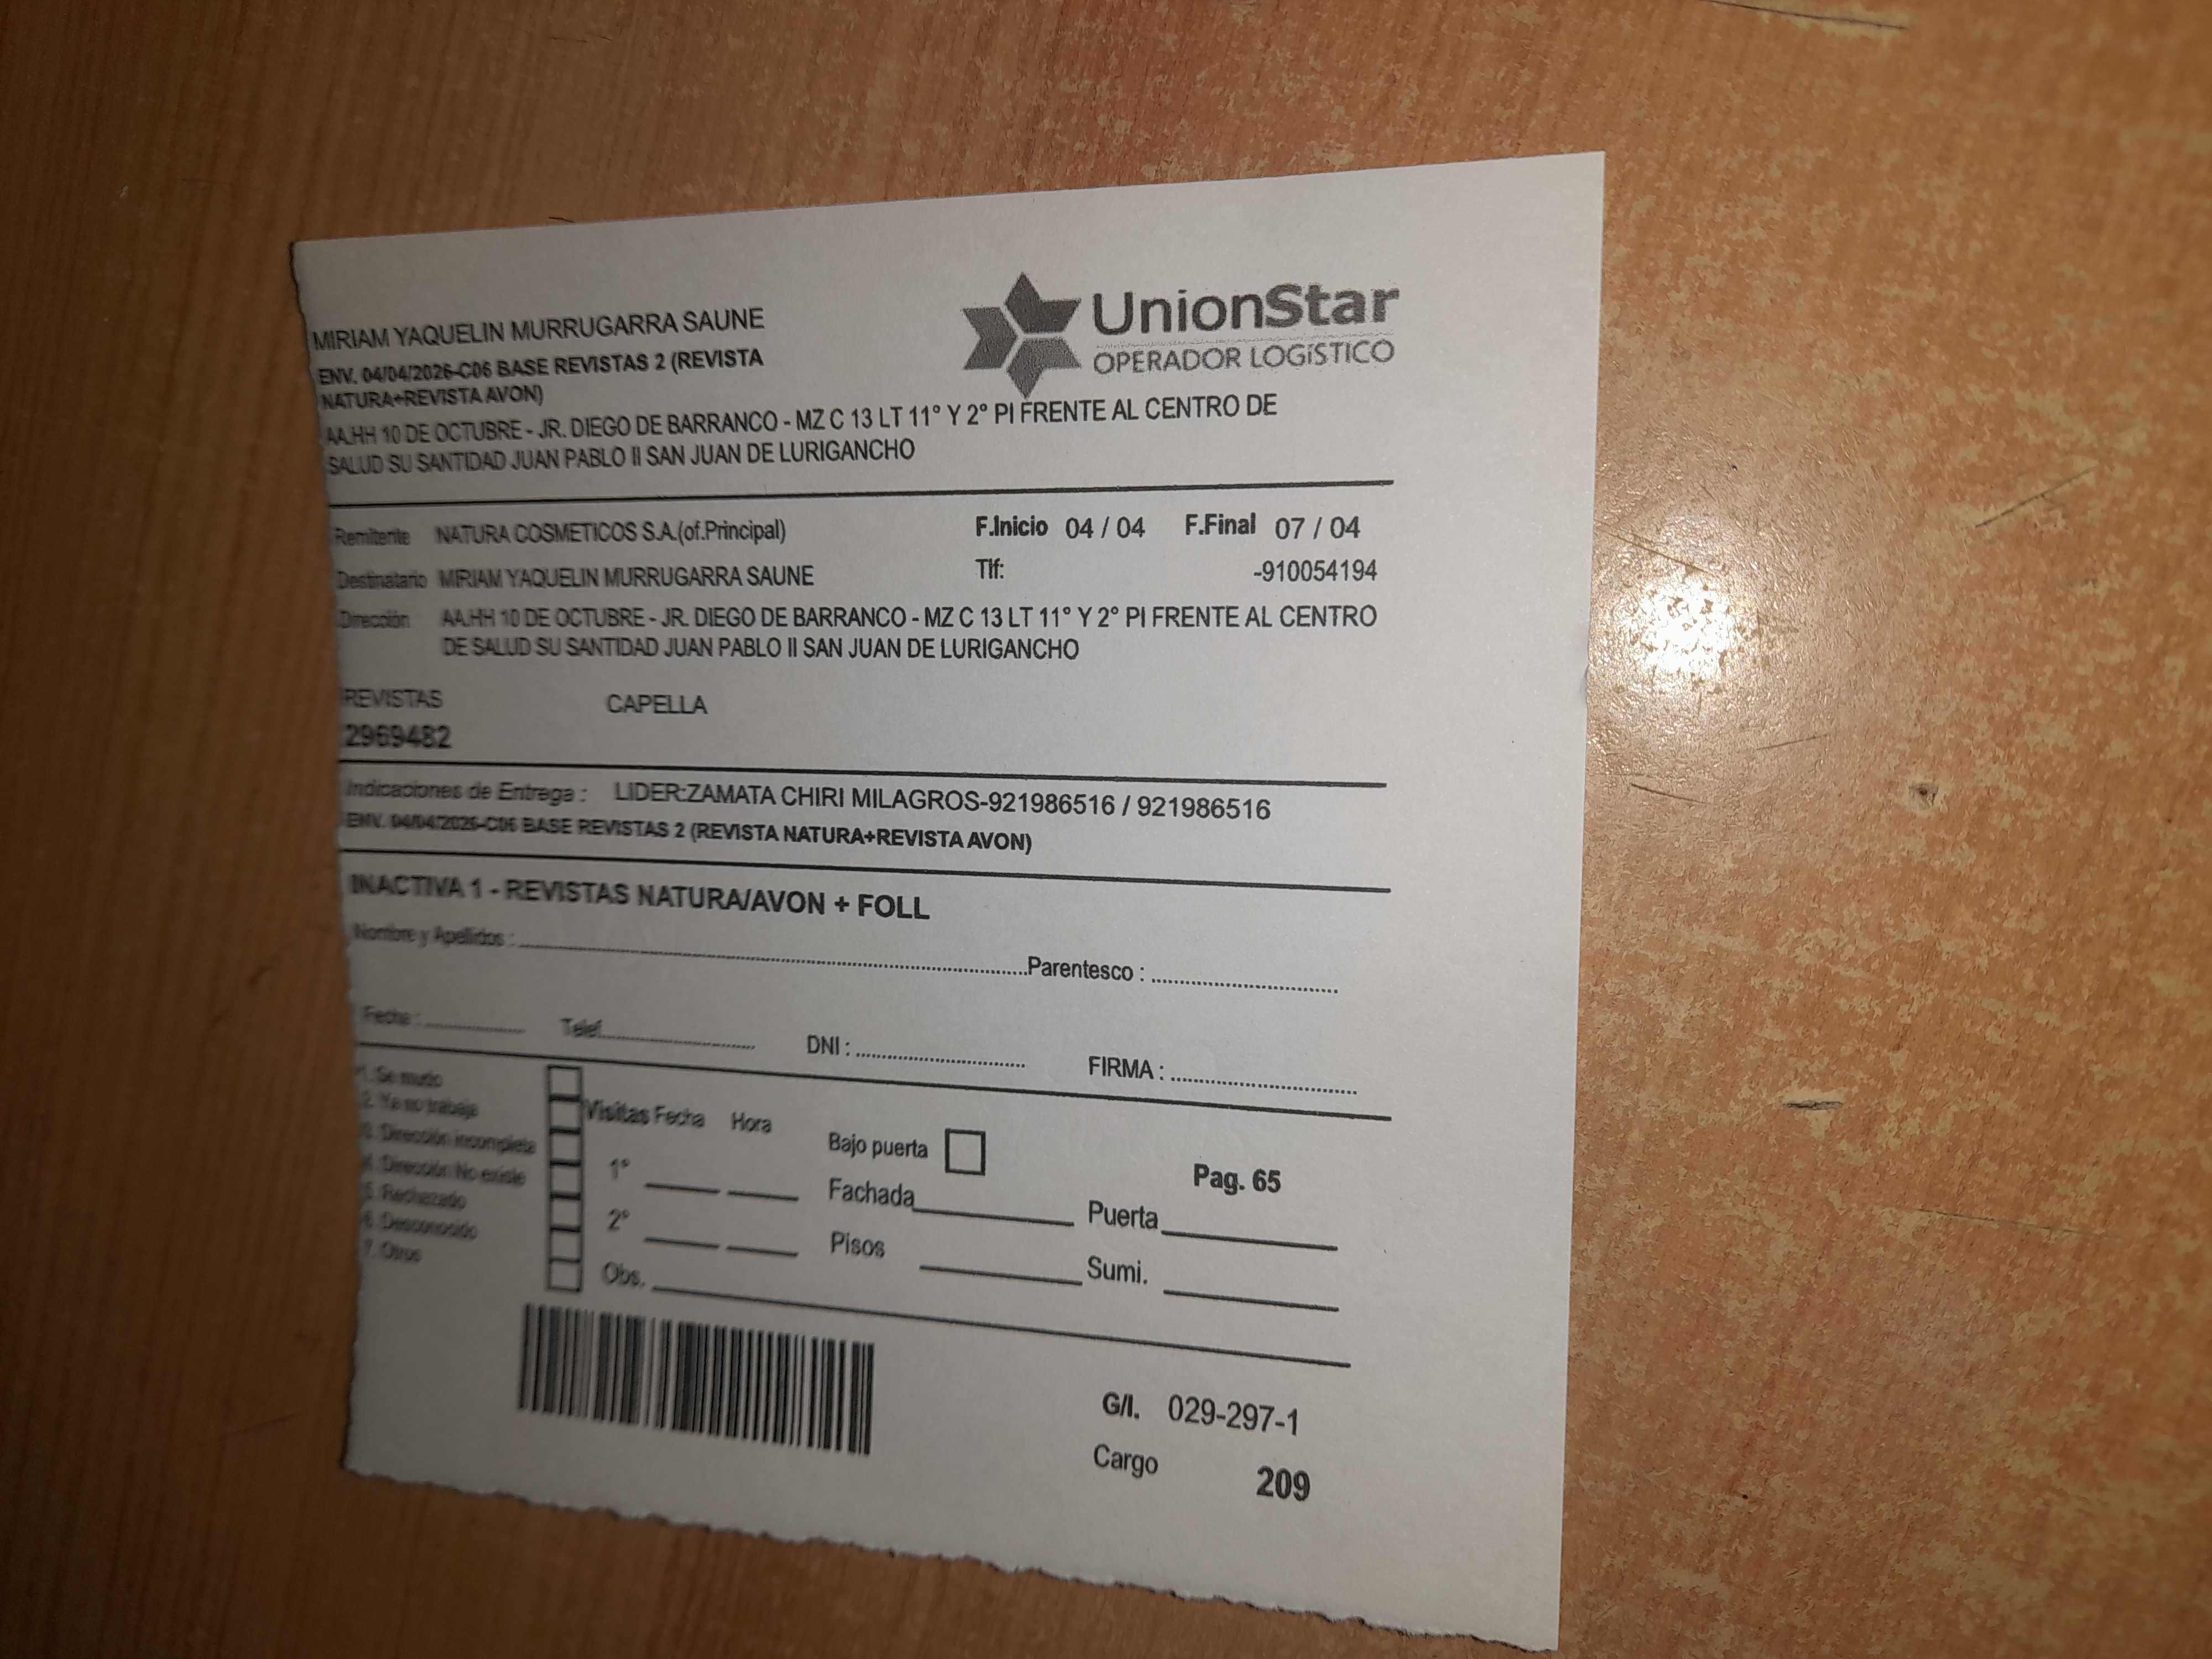 MIRIAM YAQUELIN MURRUGARRA SAUNE
UnionStar
OPERADOR LOGÍSTICO
ENV. 04/04/2026-C06 BASE REVISTAS 2 (REVISTA
NATURA+REVISTA AVON)
AA.HH 10 DE OCTUBRE - JR. DIEGO DE BARRANCO - MZ C 13 LT 11° Y 2° PI FRENTE AL CENTRO DE
SALUD SU SANTIDAD JUAN PABLO II SAN JUAN DE LURIGANCHO
Remitente NATURA COSMETICOS S.A.(of.Principal) F.Inicio 04 / 04 F.Final 07 / 04
Destinatario MIRIAM YAQUELIN MURRUGARRA SAUNE Tlf: -910054194
Dirección AA.HH 10 DE OCTUBRE - JR. DIEGO DE BARRANCO - MZ C 13 LT 11° Y 2° PI FRENTE AL CENTRO
DE SALUD SU SANTIDAD JUAN PABLO II SAN JUAN DE LURIGANCHO
REVISTAS CAPELLA
2969482
Indicaciones de Entrega : LIDER:ZAMATA CHIRI MILAGROS-921986516 / 921986516
ENV. 04/04/2026-C06 BASE REVISTAS 2 (REVISTA NATURA+REVISTA AVON)
INACTIVA 1 - REVISTAS NATURA/AVON + FOLL
Nombre y Apellidos : Parentesco :
Fecha : Telef. DNI : FIRMA :
1. Se mudo
2. Ya no trabaja
3. Dirección incompleta
4. Dirección No existe
5. Rechazado
6. Desconocido
7. Otros
Visitas Fecha Hora
1°
2°
Obs.
Bajo puerta
Pag. 65
Fachada Puerta
Pisos Sumi.
G/I. 029-297-1
Cargo 209